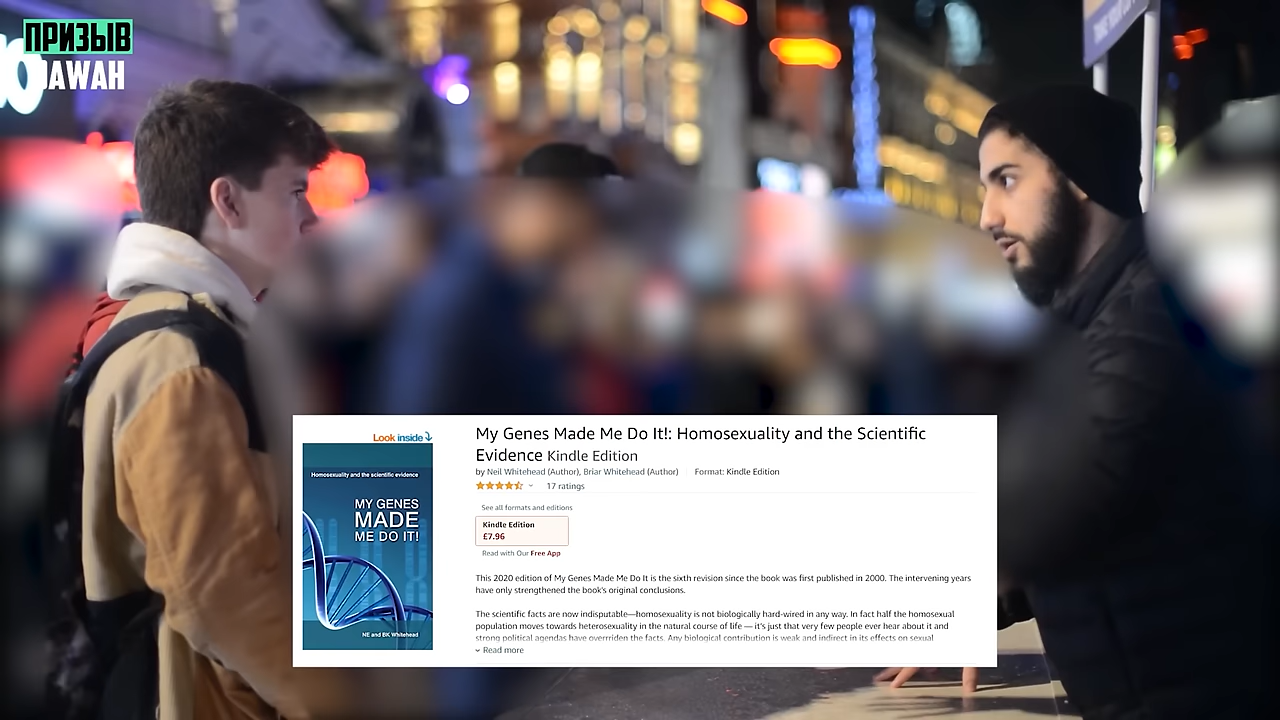 ПРИЗЫВ
DAWAH
Look inside
Homosexuality and the scientific evidence
MY GENES
MADE
ME DO IT!
NE and BK Whitehead
My Genes Made Me Do It!: Homosexuality and the Scientific
Evidence Kindle Edition
by Neil Whitehead (Author), Briar Whitehead (Author) Format: Kindle Edition
17 ratings
See all formats and editions
Kindle Edition
£7.96
Read with Our Free App
This 2020 edition of My Genes Made Me Do It is the sixth revision since the book was first published in 2000. The intervening years
have only strengthened the book's original conclusions.
The scientific facts are now indisputable—homosexuality is not biologically hard-wired in any way. In fact half the homosexual
population moves towards heterosexuality in the natural course of life — it's just that very few people ever hear about it and
strong political agendas have overridden the facts. Any biological contribution is weak and indirect in its effects on sexual
Read more